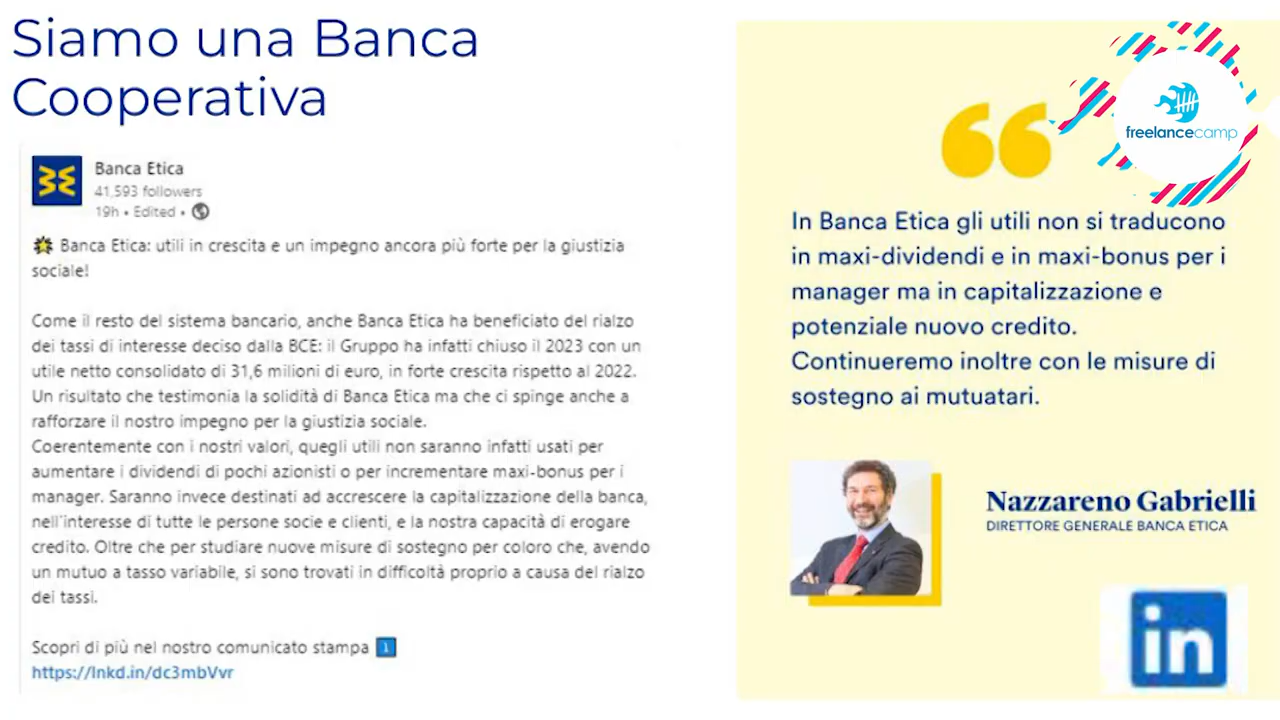 Siamo una Banca
Cooperativa
Banca Etica
41,593 followers
19h • Edited •
Banca Etica: utili in crescita e un impegno ancora più forte per la giustizia
sociale!
Come il resto del sistema bancario, anche Banca Etica ha beneficiato del rialzo
dei tassi di interesse deciso dalla BCE: il Gruppo ha infatti chiuso il 2023 con un
utile netto consolidato di 31,6 milioni di euro, in forte crescita rispetto al 2022.
Un risultato che testimonia la solidità di Banca Etica ma che ci spinge anche a
rafforzare il nostro impegno per la giustizia sociale.
Coerentemente con i nostri valori, quegli utili non saranno infatti usati per
aumentare i dividendi di pochi azionisti o per incrementare maxi-bonus per i
manager. Saranno invece destinati ad accrescere la capitalizzazione della banca,
nell'interesse di tutte le persone socie e clienti, e la nostra capacità di erogare
credito. Oltre che per studiare nuove misure di sostegno per coloro che, avendo
un mutuo a tasso variabile, si sono trovati in difficoltà proprio a causa del rialzo
dei tassi.
Scopri di più nel nostro comunicato stampa
https://lnkd.in/dc3mbVvr
freelancecamp
“
In Banca Etica gli utili non si traducono
in maxi-dividendi e in maxi-bonus per i
manager ma in capitalizzazione e
potenziale nuovo credito.
Continueremo inoltre con le misure di
sostegno ai mutuatari.
Nazzareno Gabrielli
DIRETTORE GENERALE BANCA ETICA
in